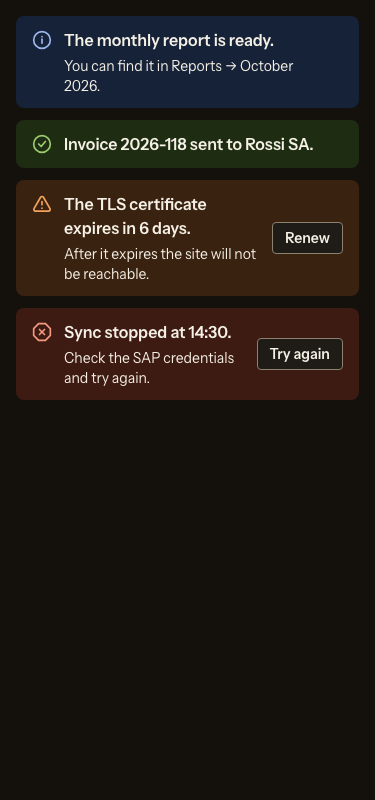 The monthly report is ready.
You can find it in Reports → October
2026.
Invoice 2026-118 sent to Rossi SA.
The TLS certificate
expires in 6 days.
After it expires the site will not
be reachable.
Renew
Sync stopped at 14:30.
Check the SAP credentials
and try again.
Try again